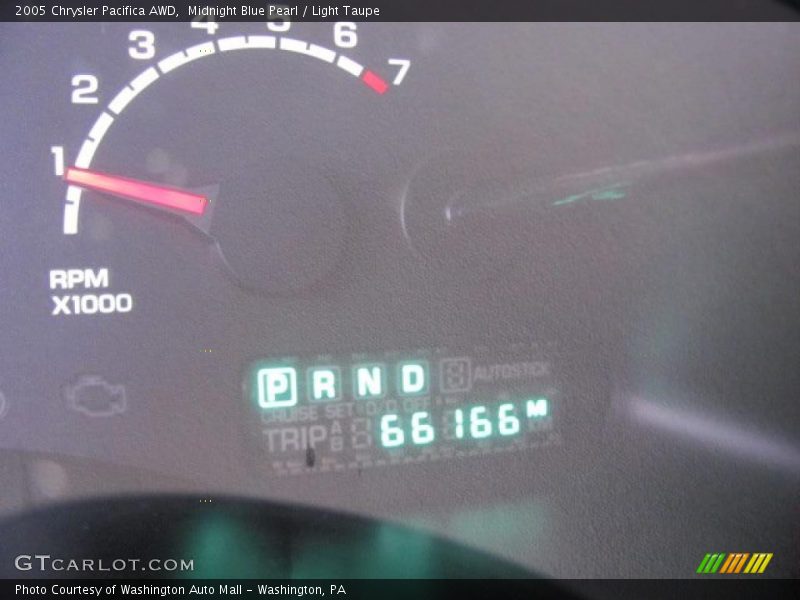 2005 Chrysler Pacifica AWD, Midnight Blue Pearl / Light Taupe
1 2 3 4 5 6 7
RPM
X1000
P R N D AUTOSTICK
CRUISE SET
TRIP A B 66166 M
GTCARLOT.COM
Photo Courtesy of Washington Auto Mall - Washington, PA